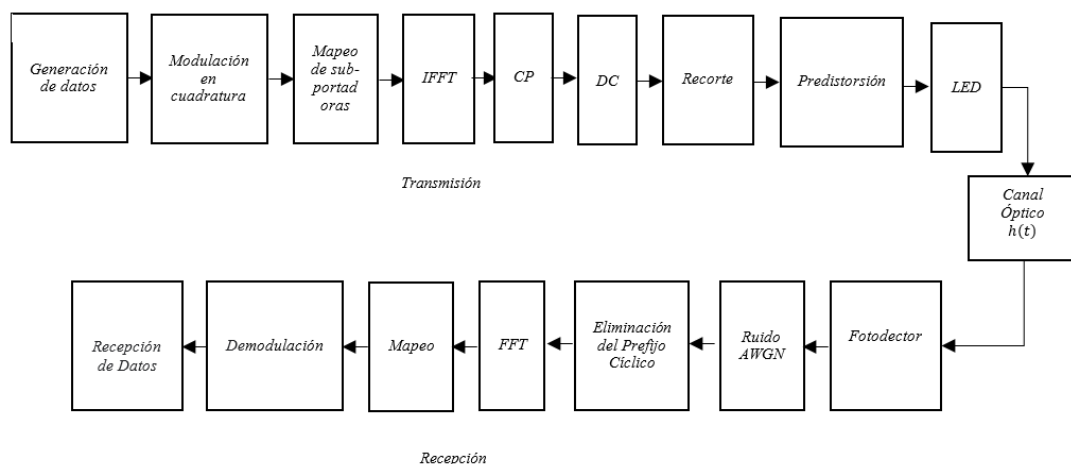 Generación
de datos
Modulación
en
cuadratura
Mapeo
de sub-
portad
oras
IFFT
CP
DC
Recorte
Predistorsión
LED
Transmisión
Canal
Óptico
h(t)
Recepción
de Datos
Demodulación
Mapeo
FFT
Eliminación
del Prefijo
Cíclico
Ruido
AWGN
Fotodector
Recepción